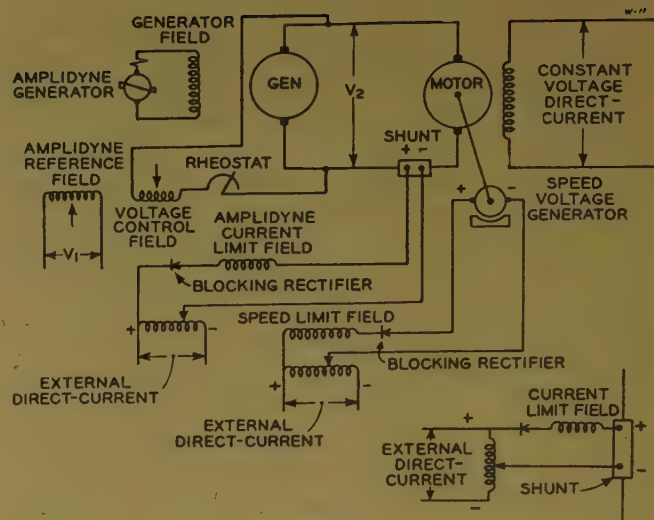 W-11
GENERATOR
FIELD
AMPLIDYNE
GENERATOR
GEN
V2
MOTOR
CONSTANT
VOLTAGE
DIRECT-
CURRENT
SHUNT
+ -
AMPLIDYNE
REFERENCE
FIELD
RHEOSTAT
V1
VOLTAGE
CONTROL
FIELD
AMPLIDYNE
CURRENT
LIMIT FIELD
+ -
SPEED
VOLTAGE
GENERATOR
BLOCKING RECTIFIER
+ -
SPEED LIMIT FIELD
BLOCKING RECTIFIER
EXTERNAL
DIRECT-CURRENT
+ -
EXTERNAL
DIRECT-CURRENT
CURRENT
LIMIT FIELD
+
+
EXTERNAL
DIRECT-
CURRENT
-
-
SHUNT